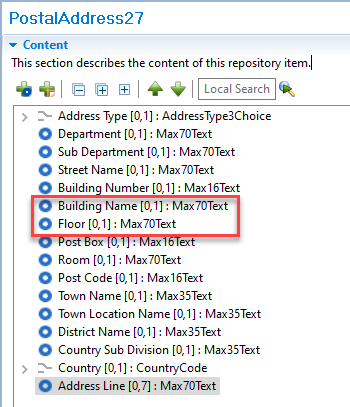 PostalAddress27
Content
This section describes the content of this repository item.
Local Search
Address Type [0,1] : AddressType3Choice
Department [0,1] : Max70Text
Sub Department [0,1] : Max70Text
Street Name [0,1] : Max70Text
Building Number [0,1] : Max16Text
Building Name [0,1] : Max70Text
Floor [0,1] : Max70Text
Post Box [0,1] : Max16Text
Room [0,1] : Max70Text
Post Code [0,1] : Max16Text
Town Name [0,1] : Max35Text
Town Location Name [0,1] : Max35Text
District Name [0,1] : Max35Text
Country Sub Division [0,1] : Max35Text
Country [0,1] : CountryCode
Address Line [0,7] : Max70Text